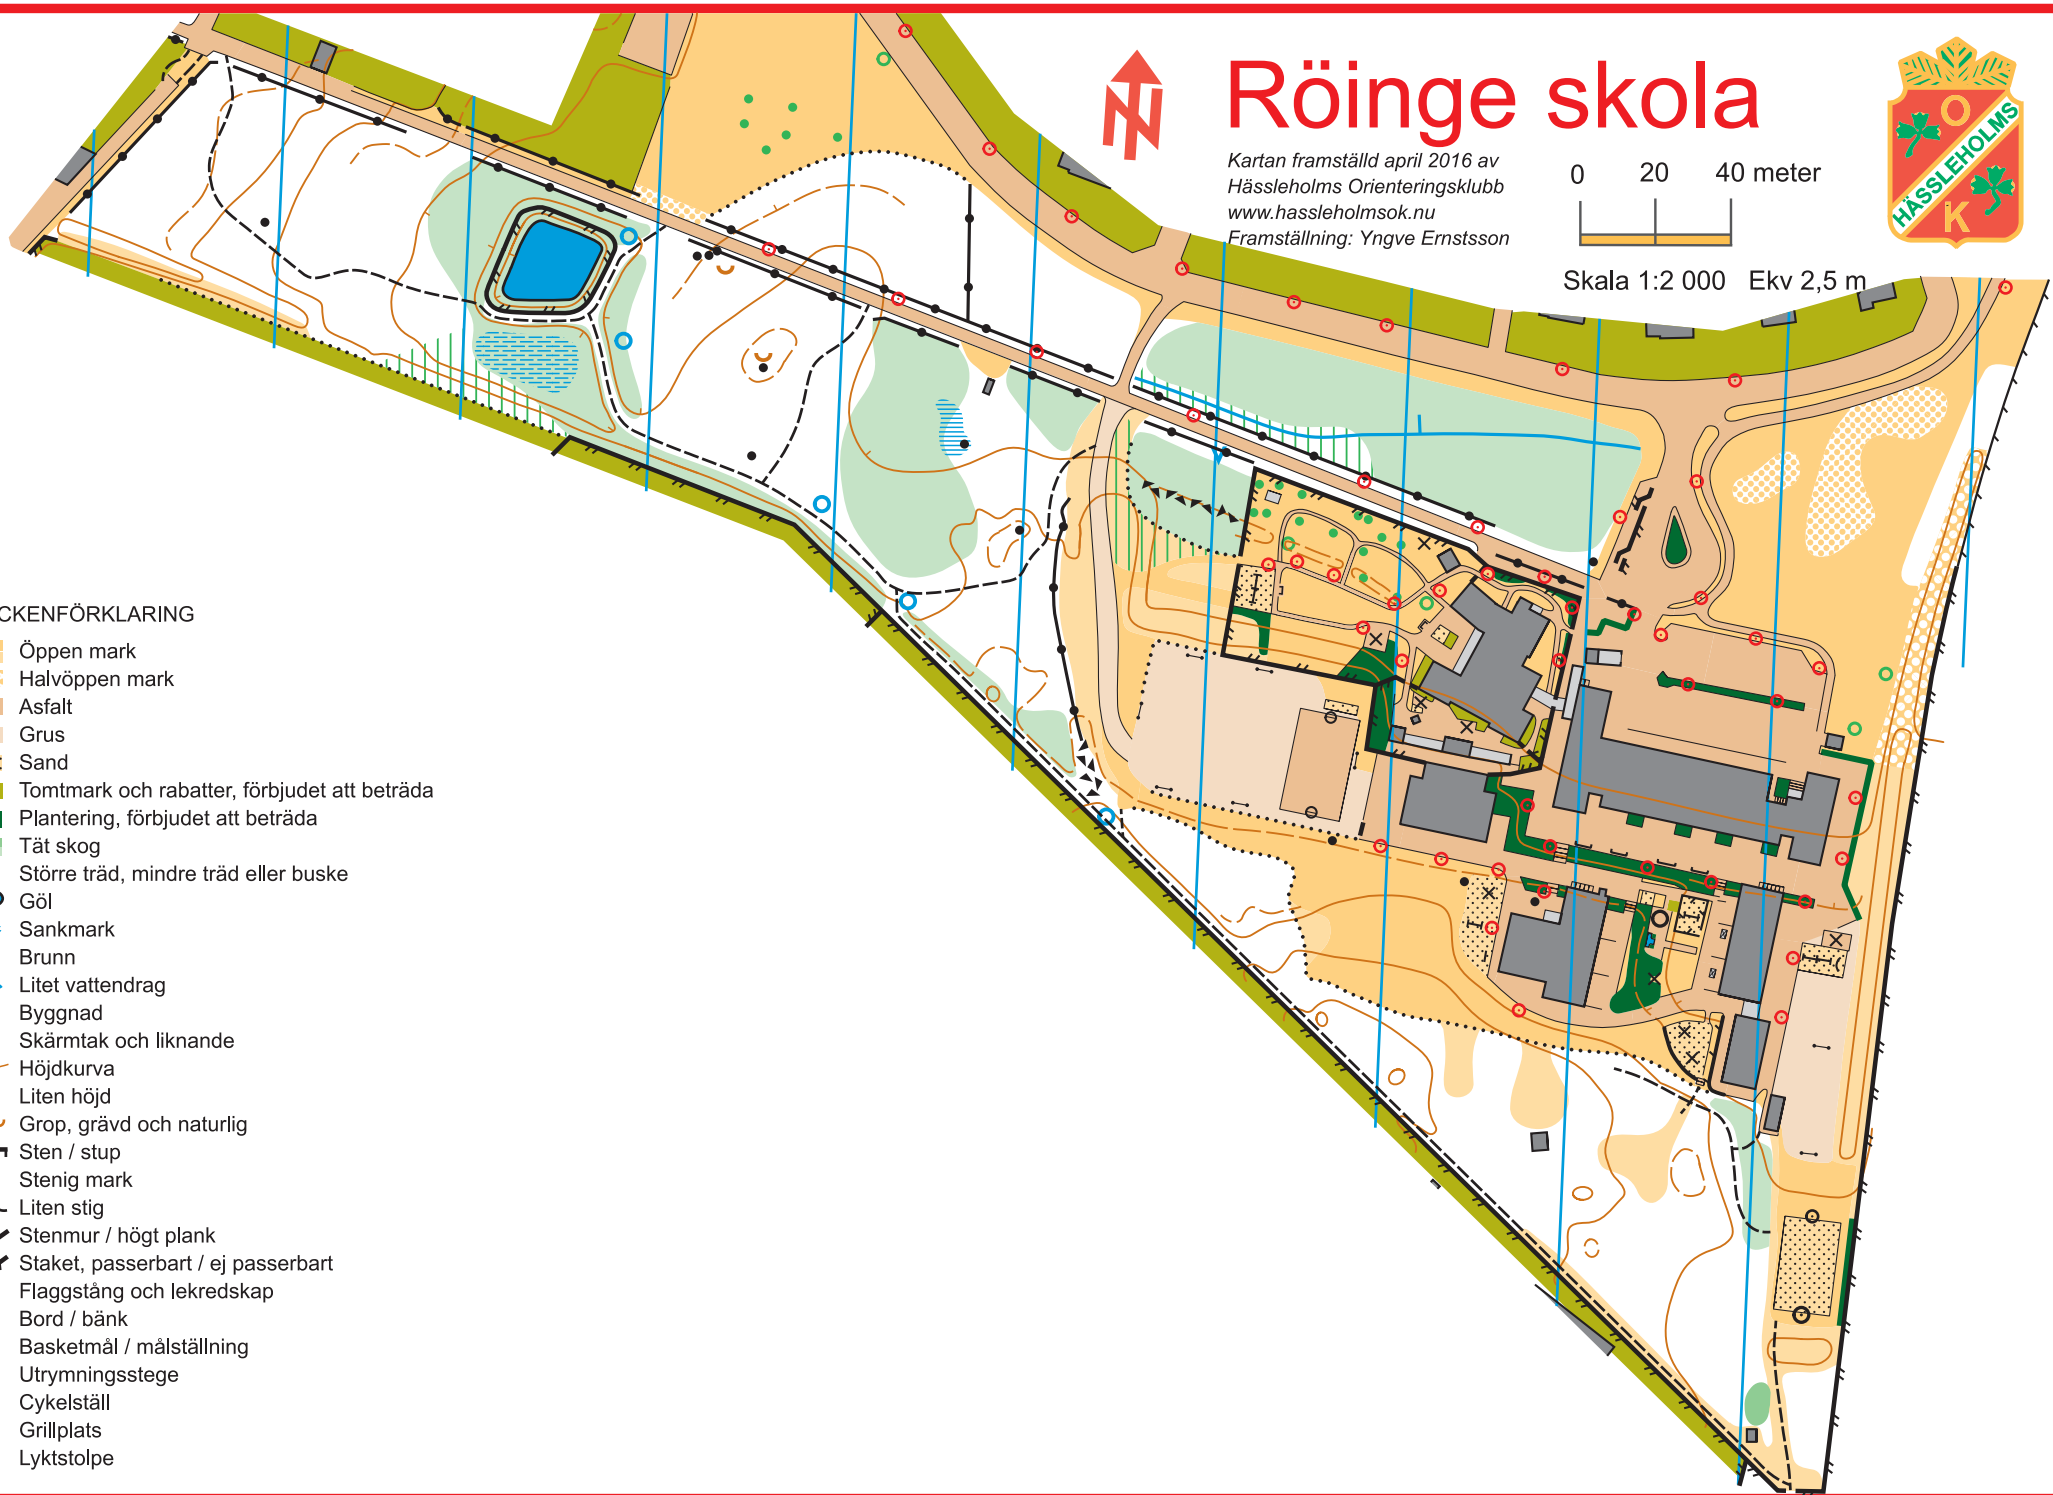 Röinge skola
Kartan framställd april 2016 av
Hässleholms Orienteringsklubb
www.hassleholmsok.nu
Framställning: Yngve Ernstsson
0 20 40 meter
Skala 1:2 000 Ekv 2,5 m
O
HÄSSLEHOLMS
K
CKENFÖRKLARING
Öppen mark
Halvöppen mark
Asfalt
Grus
Sand
Tomtmark och rabatter, förbjudet att beträda
Plantering, förbjudet att beträda
Tät skog
Större träd, mindre träd eller buske
Göl
Sankmark
Brunn
Litet vattendrag
Byggnad
Skärmtak och liknande
Höjdkurva
Liten höjd
Grop, grävd och naturlig
Sten / stup
Stenig mark
Liten stig
Stenmur / högt plank
Staket, passerbart / ej passerbart
Flaggstång och lekredskap
Bord / bänk
Basketmål / målställning
Utrymningsstege
Cykelställ
Grillplats
Lyktstolpe